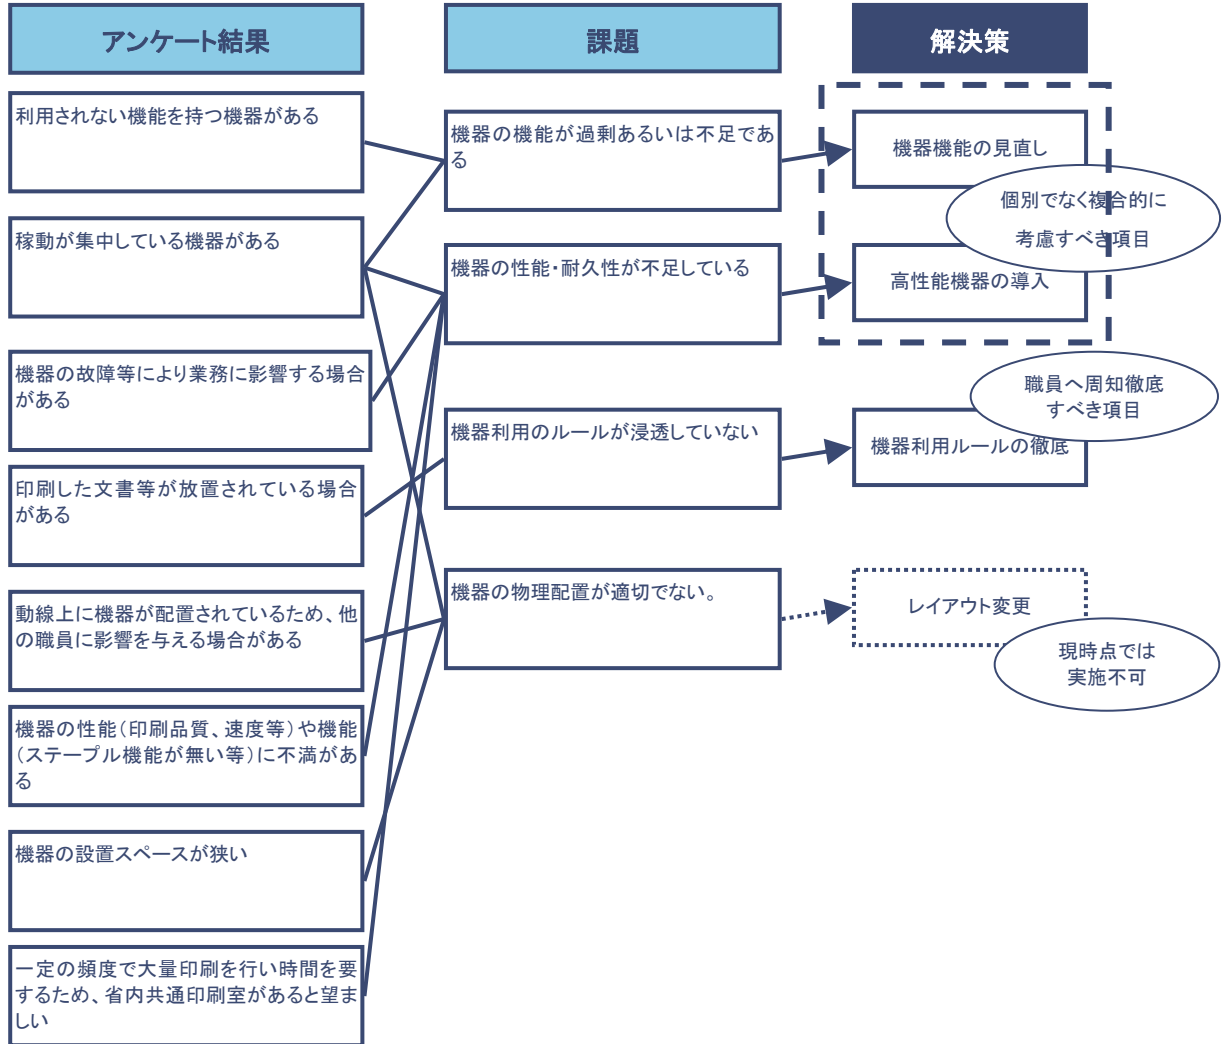 アンケート結果
課題
解決策
利用されない機能を持つ機器がある
稼動が集中している機器がある
機器の故障等により業務に影響する場合
がある
印刷した文書等が放置されている場合
がある
動線上に機器が配置されているため、他
の職員に影響を与える場合がある
機器の性能（印刷品質、速度等）や機能
（ステープル機能が無い等）に不満があ
る
機器の設置スペースが狭い
一定の頻度で大量印刷を行い時間を要
するため、省内共通印刷室があると望ま
しい
機器の機能が過剰あるいは不足であ
る
機器の性能・耐久性が不足している
機器利用のルールが浸透していない
機器の物理配置が適切でない。
機器機能の見直し
個別でなく複合的に
考慮すべき項目
高性能機器の導入
職員へ周知徹底
すべき項目
機器利用ルールの徹底
レイアウト変更
現時点では
実施不可